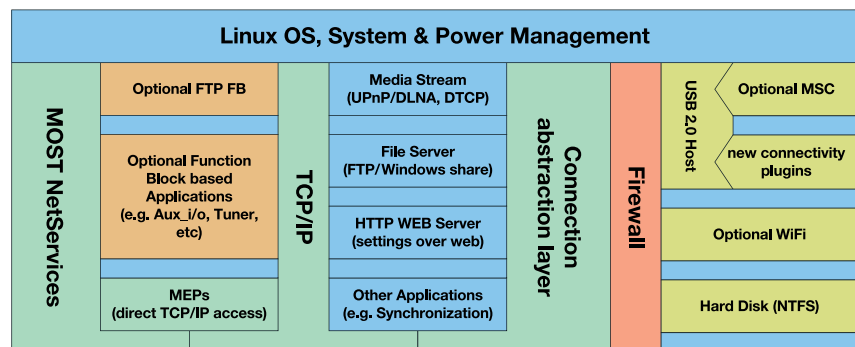 Linux OS, System & Power Management
MOST NetServices
Optional FTP FB
Optional Function
Block based
Applications
(e.g. Aux_i/o, Tuner,
etc)
MEPs
(direct TCP/IP access)
TCP/IP
Media Stream
(UPnP/DLNA, DTCP)
File Server
(FTP/Windows share)
HTTP WEB Server
(settings over web)
Other Applications
(e.g. Synchronization)
Connection
abstraction layer
Firewall
USB 2.0 Host
Optional MSC
new connectivity
plugins
Optional WiFi
Hard Disk (NTFS)